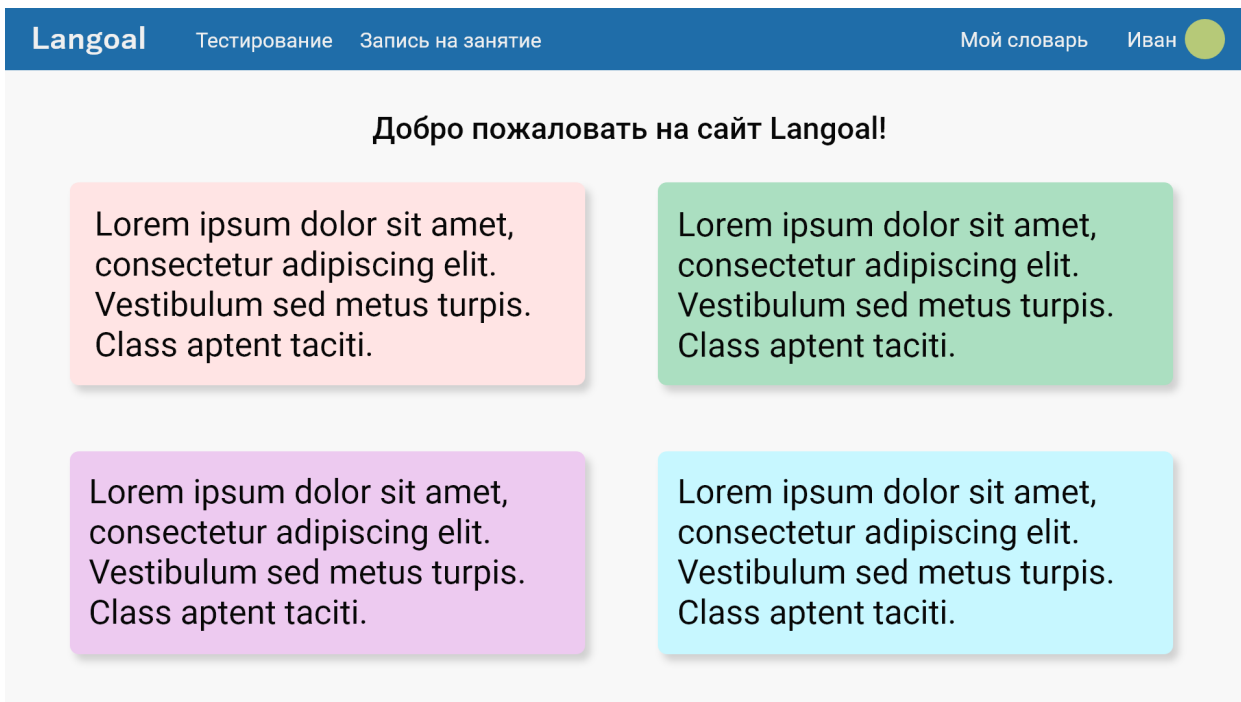 Langoal Тестирование Запись на занятие Мой словарь Иван
Добро пожаловать на сайт Langoal!
Lorem ipsum dolor sit amet,
consectetur adipiscing elit.
Vestibulum sed metus turpis.
Class aptent taciti.
Lorem ipsum dolor sit amet,
consectetur adipiscing elit.
Vestibulum sed metus turpis.
Class aptent taciti.
Lorem ipsum dolor sit amet,
consectetur adipiscing elit.
Vestibulum sed metus turpis.
Class aptent taciti.
Lorem ipsum dolor sit amet,
consectetur adipiscing elit.
Vestibulum sed metus turpis.
Class aptent taciti.